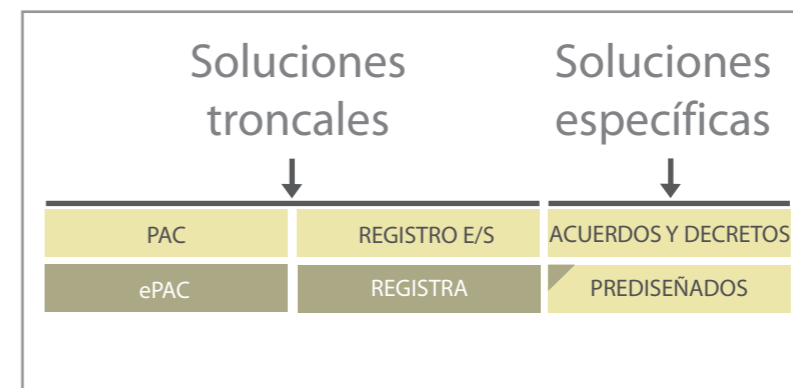 Soluciones
troncales
Soluciones
específicas
PAC
REGISTRO E/S
ACUERDOS Y DECRETOS
ePAC
REGISTRA
PREDISEÑADOS